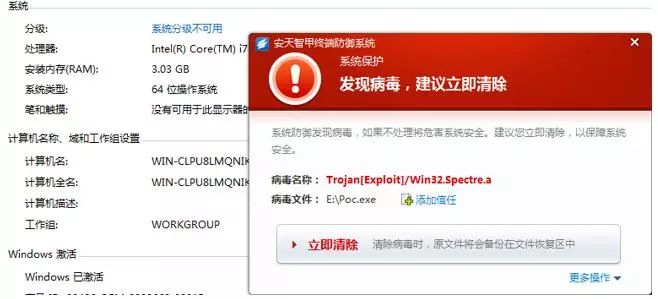 系统
分级: 系统分级不可用
处理器: Intel(R) Core(TM) i7
安装内存(RAM): 3.03 GB
系统类型: 64 位操作系统
笔和触摸: 没有可用于此显示器的
计算机名称、域和工作组设置
计算机名: WIN-CLPU8LMQNIK
计算机全名: WIN-CLPU8LMQNIK
计算机描述:
工作组: WORKGROUP
Windows 激活
Windows 已激活
安天智甲终端防御系统
系统保护
发现病毒，建议立即清除
系统防御发现病毒，如果不处理将危害系统安全。建议您立即清除，以保障系统
安全。
病毒名称： Trojan[Exploit]/Win32.Spectre.a
病毒文件： E:\Poc.exe 添加信任
立即清除 清除病毒时，原文件将会备份在文件恢复区中
更多操作